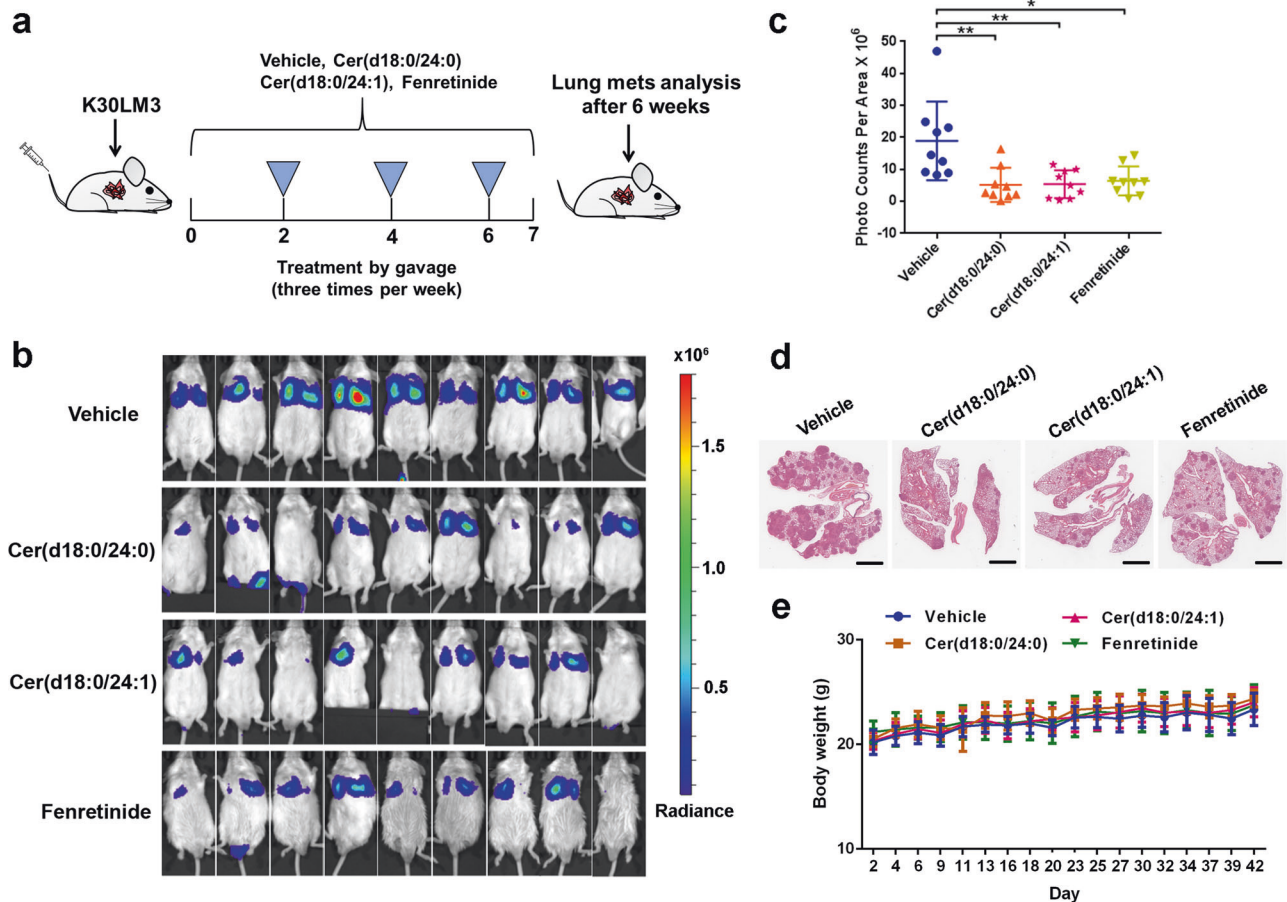 a
Vehicle, Cer(d18:0/24:0)
Cer(d18:0/24:1), Fenretinide
K30LM3
Lung mets analysis
after 6 weeks
0 2 4 6 7
Treatment by gavage
(three times per week)
b
Vehicle
Cer(d18:0/24:0)
Cer(d18:0/24:1)
Fenretinide
x10⁶
1.5
1.0
0.5
Radiance
c
*
**
**
Photo Counts Per Area X 10⁶
50
40
30
20
10
0
-10
Vehicle
Cer(d18:0/24:0)
Cer(d18:0/24:1)
Fenretinide
d
Vehicle
Cer(d18:0/24:0)
Cer(d18:0/24:1)
Fenretinide
e
Vehicle
Cer(d18:0/24:1)
Cer(d18:0/24:0)
Fenretinide
Body weight (g)
30
20
10
2 4 6 9 11 13 16 18 20 23 25 27 30 32 34 37 39 42
Day